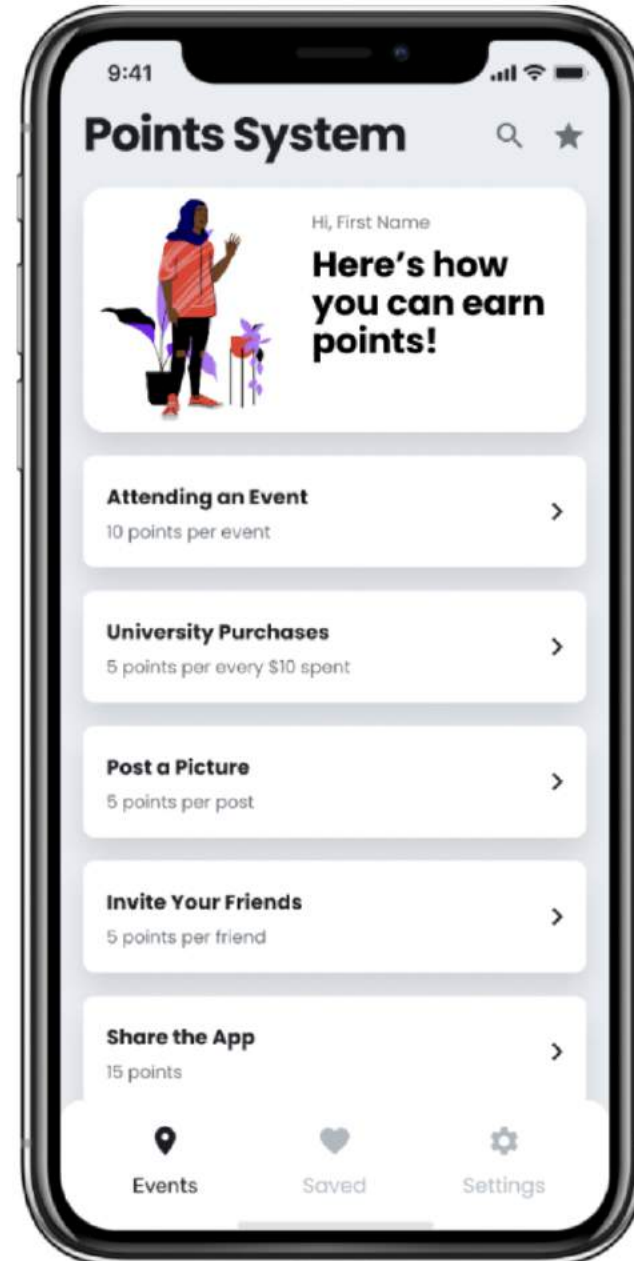 9:41
Points System
Hi, First Name
Here's how
you can earn
points!
Attending an Event
10 points per event
University Purchases
5 points per every $10 spent
Post a Picture
5 points per post
Invite Your Friends
5 points per friend
Share the App
15 points
Events Saved Settings